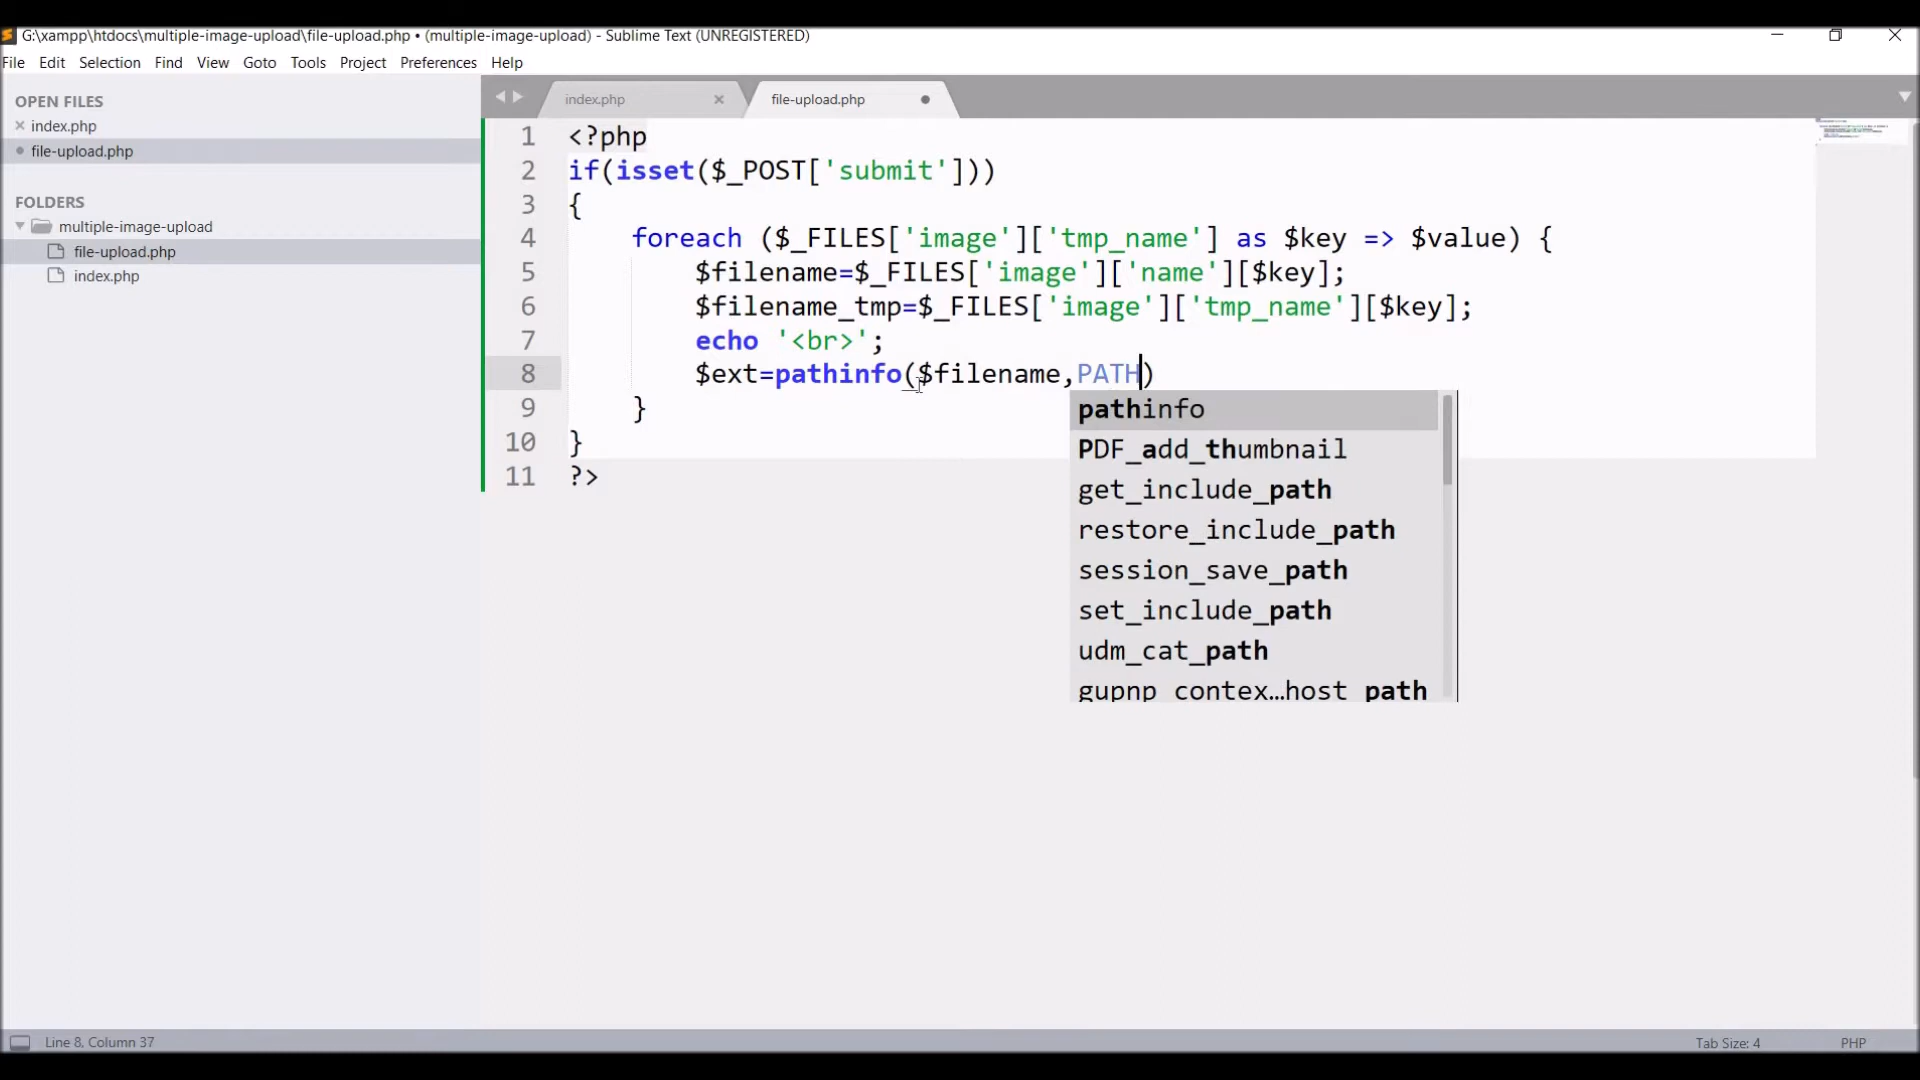 G:\xampp\htdocs\multiple-image-upload\file-upload.php • (multiple-image-upload) - Sublime Text (UNREGISTERED)
File Edit Selection Find View Goto Tools Project Preferences Help
OPEN FILES
index.php
file-upload.php
FOLDERS
multiple-image-upload
file-upload.php
index.php
index.php file-upload.php
1 <?php
2 if(isset($_POST['submit']))
3 {
4 foreach ($_FILES['image']['tmp_name'] as $key => $value) {
5 $filename=$_FILES['image']['name'][$key];
6 $filename_tmp=$_FILES['image']['tmp_name'][$key];
7 echo '<br>';
8 $ext=pathinfo($filename,PATH)
9 }
10 }
11 ?>
pathinfo
PDF_add_thumbnail
get_include_path
restore_include_path
session_save_path
set_include_path
udm_cat_path
gupnp_contex…host_path
Line 8, Column 37 Tab Size: 4 PHP